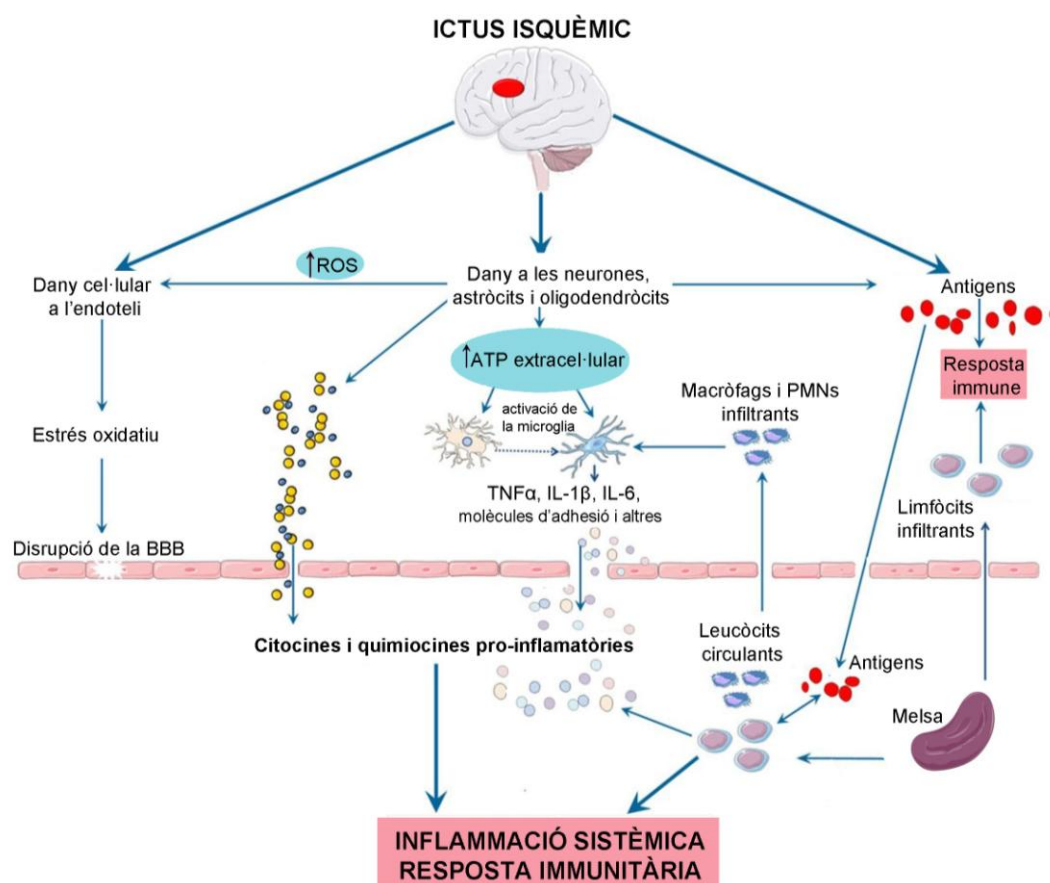 ICTUS ISQUÈMIC
↑ROS
Dany cel·lular
a l’endoteli
Dany a les neurones,
astròcits i oligodendròcits
Antigens
↑ATP extracel·lular
Resposta
immune
Macròfags i PMNs
infiltrants
activació de
la microglia
Estrés oxidatiu
TNFα, IL-1β, IL-6,
molècules d’adhesió i altres
Limfòcits
infiltrants
Disrupció de la BBB
Citocines i quimiocines pro-inflamatòries
Leucòcits
circulants
Antigens
Melsa
INFLAMMACIÓ SISTÈMICA
RESPOSTA IMMUNITÀRIA